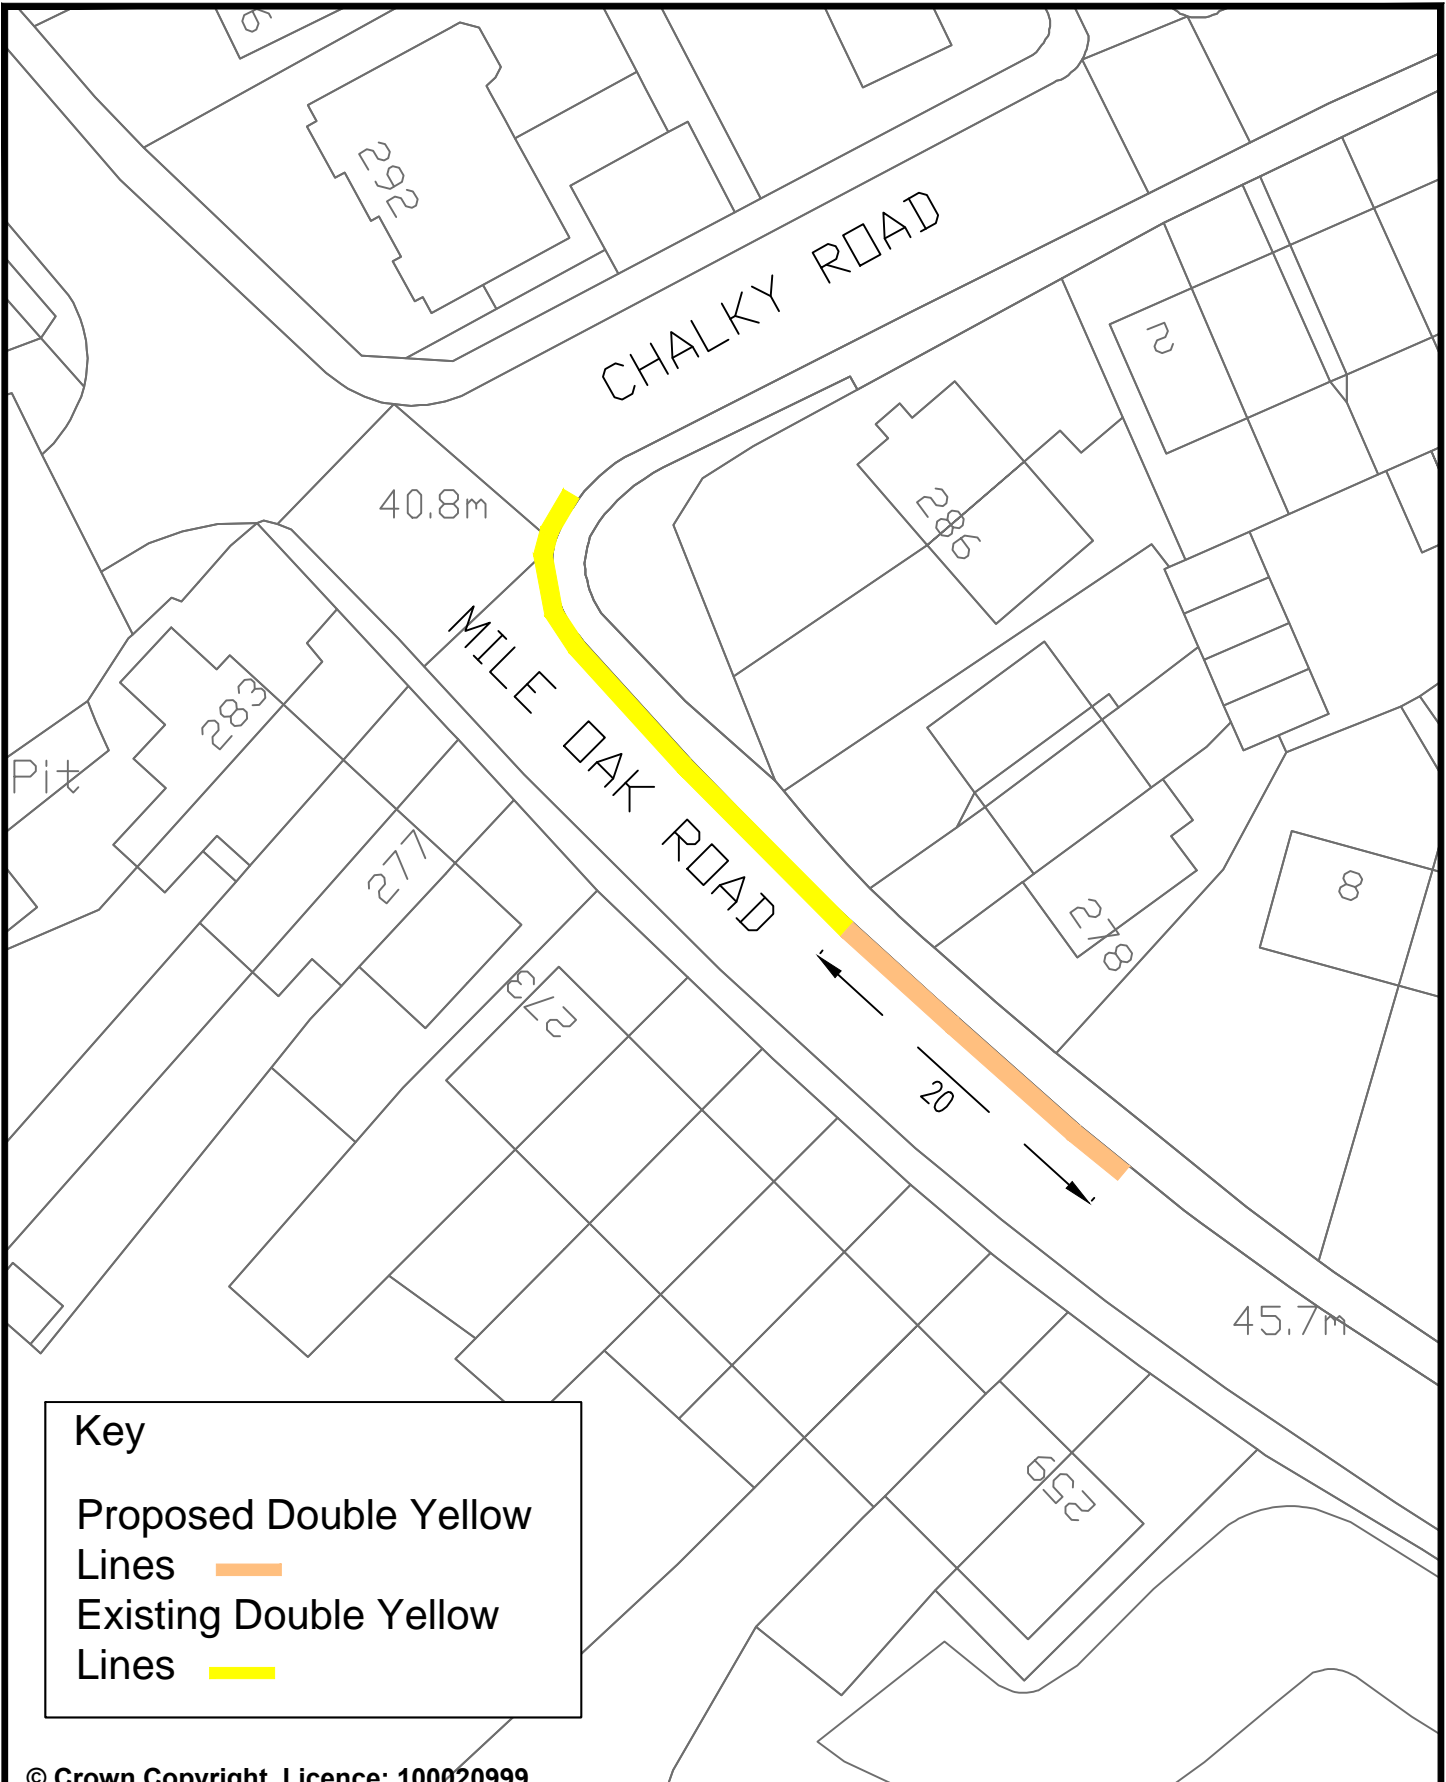 292
CHALKY ROAD
2
40.8m
286
MILE OAK ROAD
283
Pit
277
8
278
273
20
45.7m
259
Key
Proposed Double Yellow
Lines
Existing Double Yellow
Lines
© Crown Copyright. Licence: 100020999